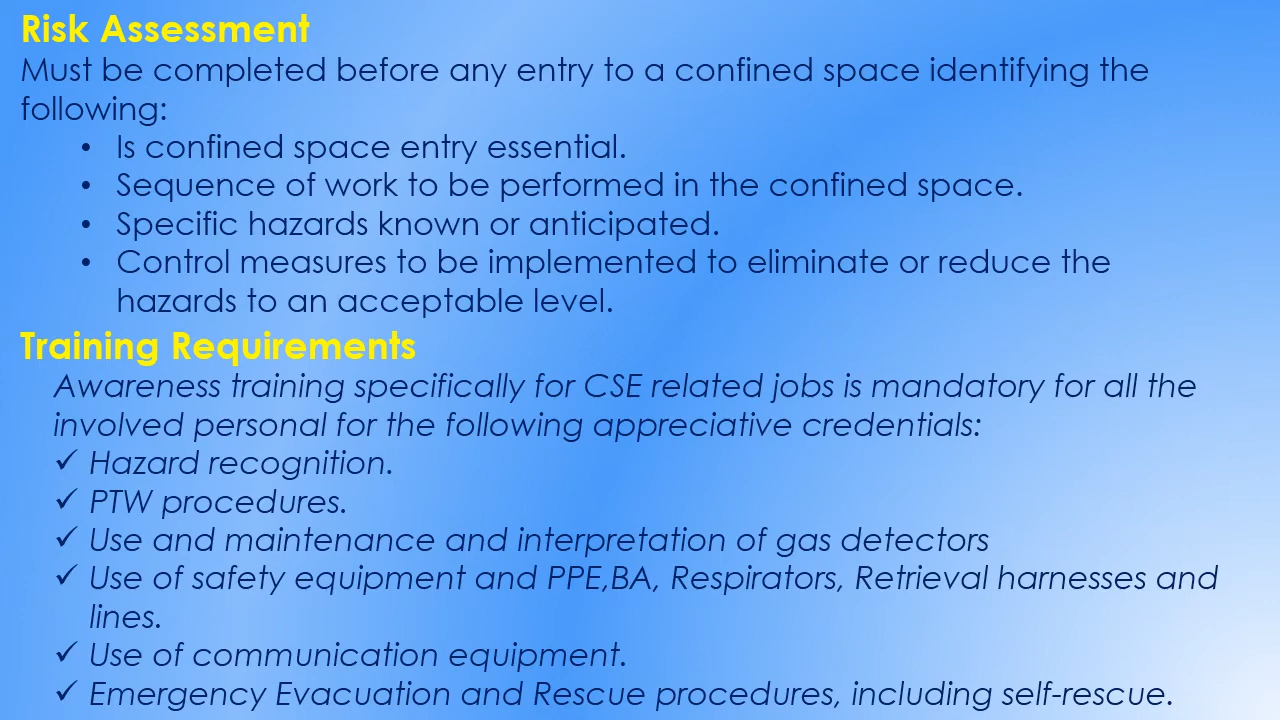 Risk Assessment
Must be completed before any entry to a confined space identifying the
following:
• Is confined space entry essential.
• Sequence of work to be performed in the confined space.
• Specific hazards known or anticipated.
• Control measures to be implemented to eliminate or reduce the
hazards to an acceptable level.
Training Requirements
Awareness training specifically for CSE related jobs is mandatory for all the
involved personal for the following appreciative credentials:
✓ Hazard recognition.
✓ PTW procedures.
✓ Use and maintenance and interpretation of gas detectors
✓ Use of safety equipment and PPE,BA, Respirators, Retrieval harnesses and
lines.
✓ Use of communication equipment.
✓ Emergency Evacuation and Rescue procedures, including self-rescue.